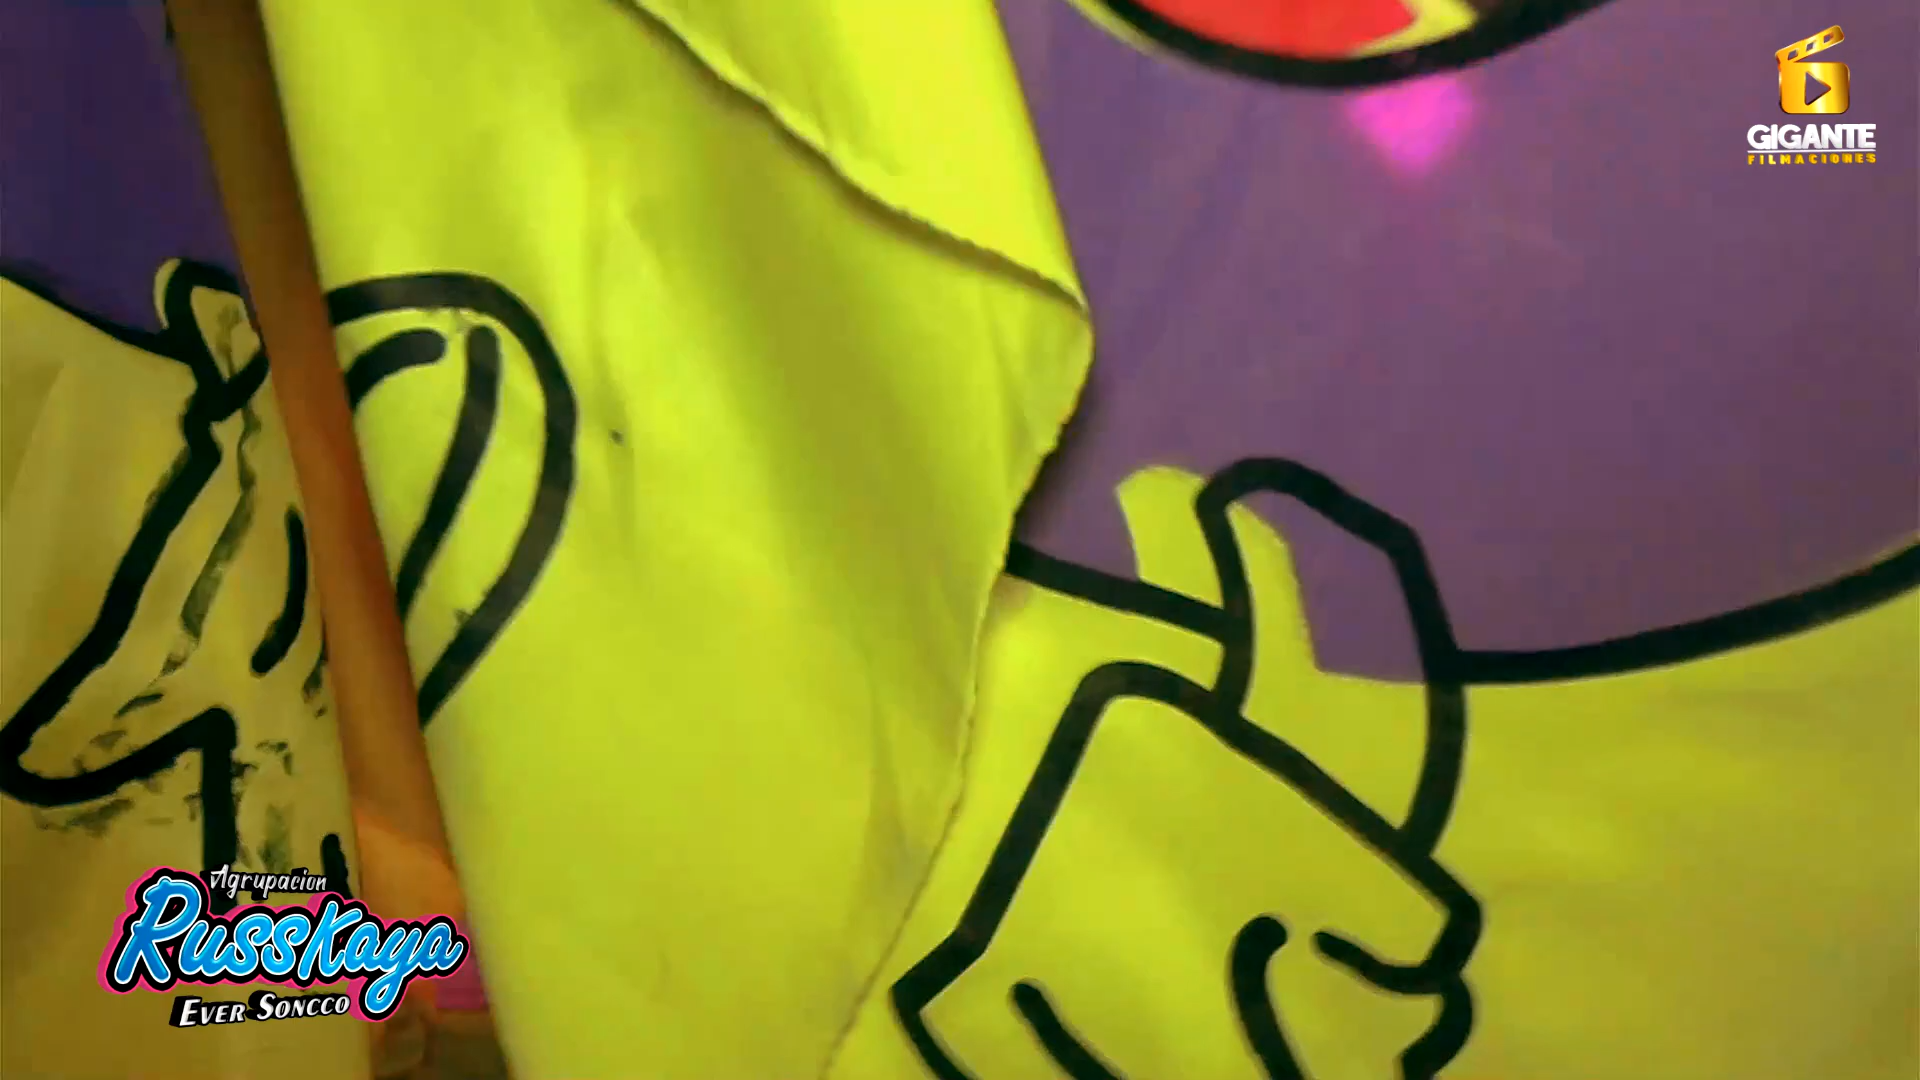 GIGANTE
FILMACIONES
Agrupacion
Russkaya
EVER SONCCO